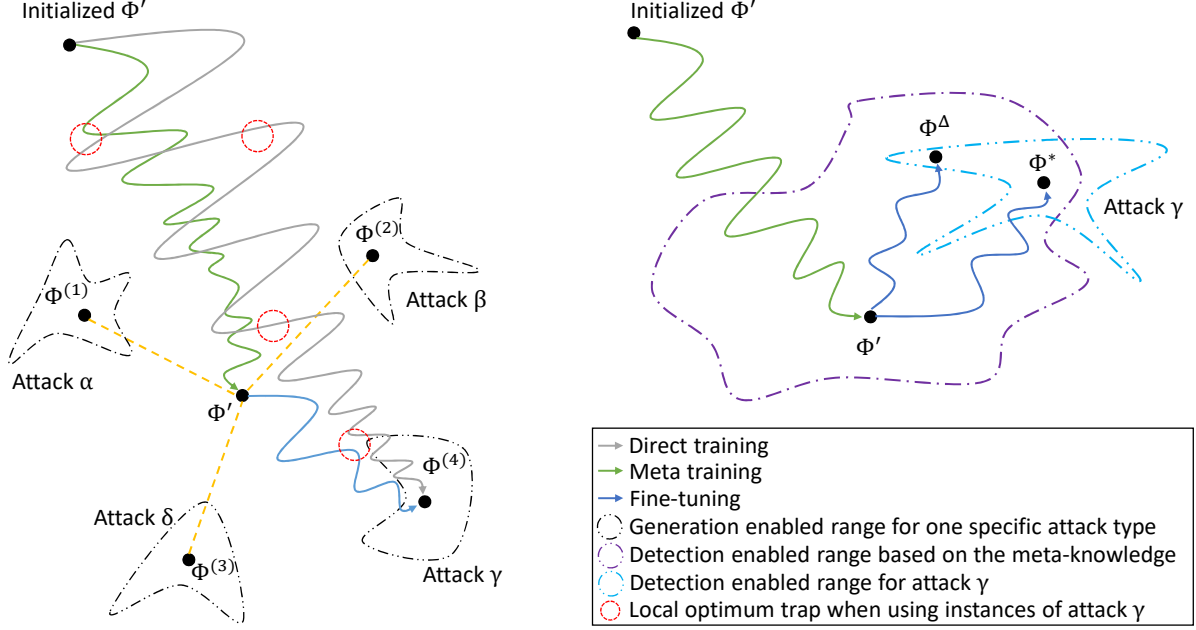 Initialized Φ′
Φ(2)
Attack β
Φ(1)
Attack α
Φ′
Φ(4)
Attack γ
Attack δ
Φ(3)
Initialized Φ′
ΦΔ
Φ*
Attack γ
Φ′
Direct training
Meta training
Fine-tuning
Generation enabled range for one specific attack type
Detection enabled range based on the meta-knowledge
Detection enabled range for attack γ
Local optimum trap when using instances of attack γ